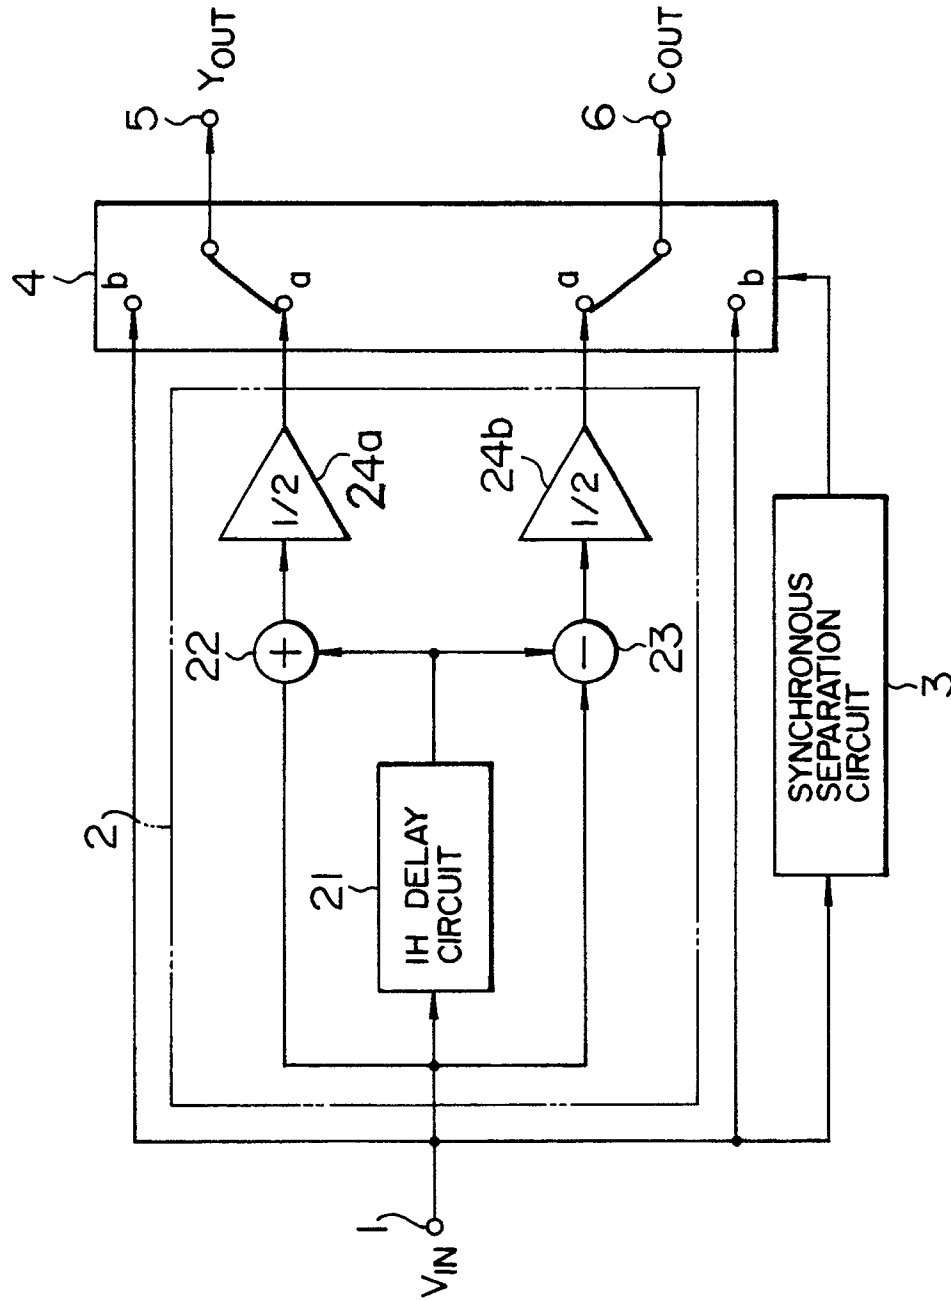 4
b
a
a
b
5
YOUT
6
COUT
2
22
+
1/2
24a
24b
1/2
−
23
21
1H DELAY
CIRCUIT
SYNCHRONOUS
SEPARATION
CIRCUIT
3
1
VIN